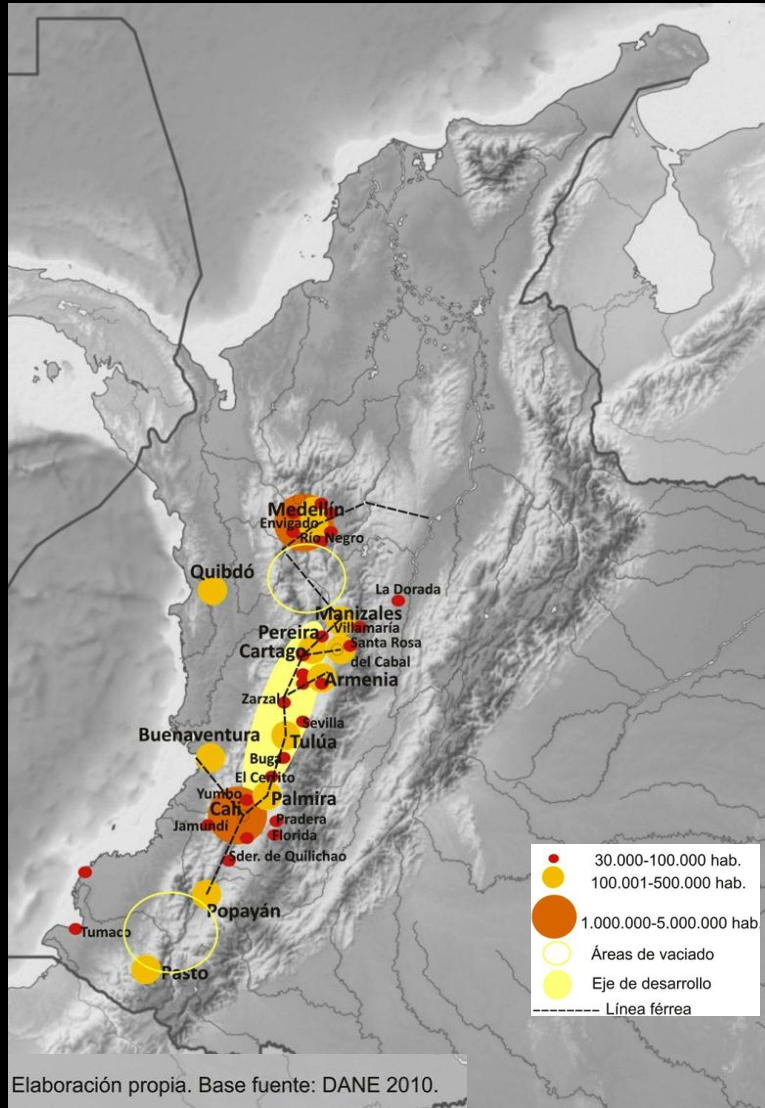 Medellín
Envigado
Río Negro
Quibdó
La Dorada
Manizales
Villamaría
Pereira
Santa Rosa
Cartago
del Cabal
Armenia
Zarzal
Sevilla
Buenaventura
Tulúa
Buga
El Cerrito
Yumbo
Palmira
Cali
Pradera
Jamundí
Florida
Sder. de Quilichao
Popayán
Tumaco
Pasto
30.000-100.000 hab.
100.001-500.000 hab.
1.000.000-5.000.000 hab.
Áreas de vaciado
Eje de desarrollo
Línea férrea
Elaboración propia. Base fuente: DANE 2010.